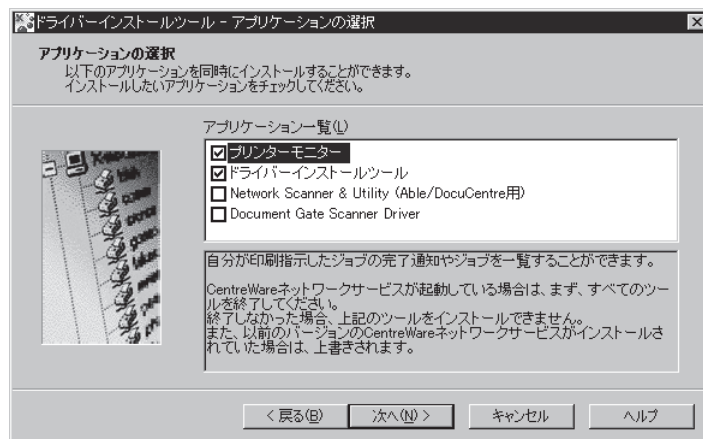 ドライバーインストールツール - アプリケーションの選択
アプリケーションの選択
以下のアプリケーションを同時にインストールすることができます。
インストールしたいアプリケーションをチェックしてください。
アプリケーション一覧(L)
プリンターモニター
ドライバーインストールツール
Network Scanner & Utility (Able/DocuCentre用)
Document Gate Scanner Driver
自分が印刷指示したジョブの完了通知やジョブを一覧することができます。
CentreWareネットワークサービスが起動している場合は、まず、すべてのツー
ルを終了してください。
終了しなかった場合、上記のツールをインストールできません。
また、以前のバージョンのCentreWareネットワークサービスがインストールさ
れていた場合は、上書きされます。
< 戻る(B)
次へ(N) >
キャンセル
ヘルプ